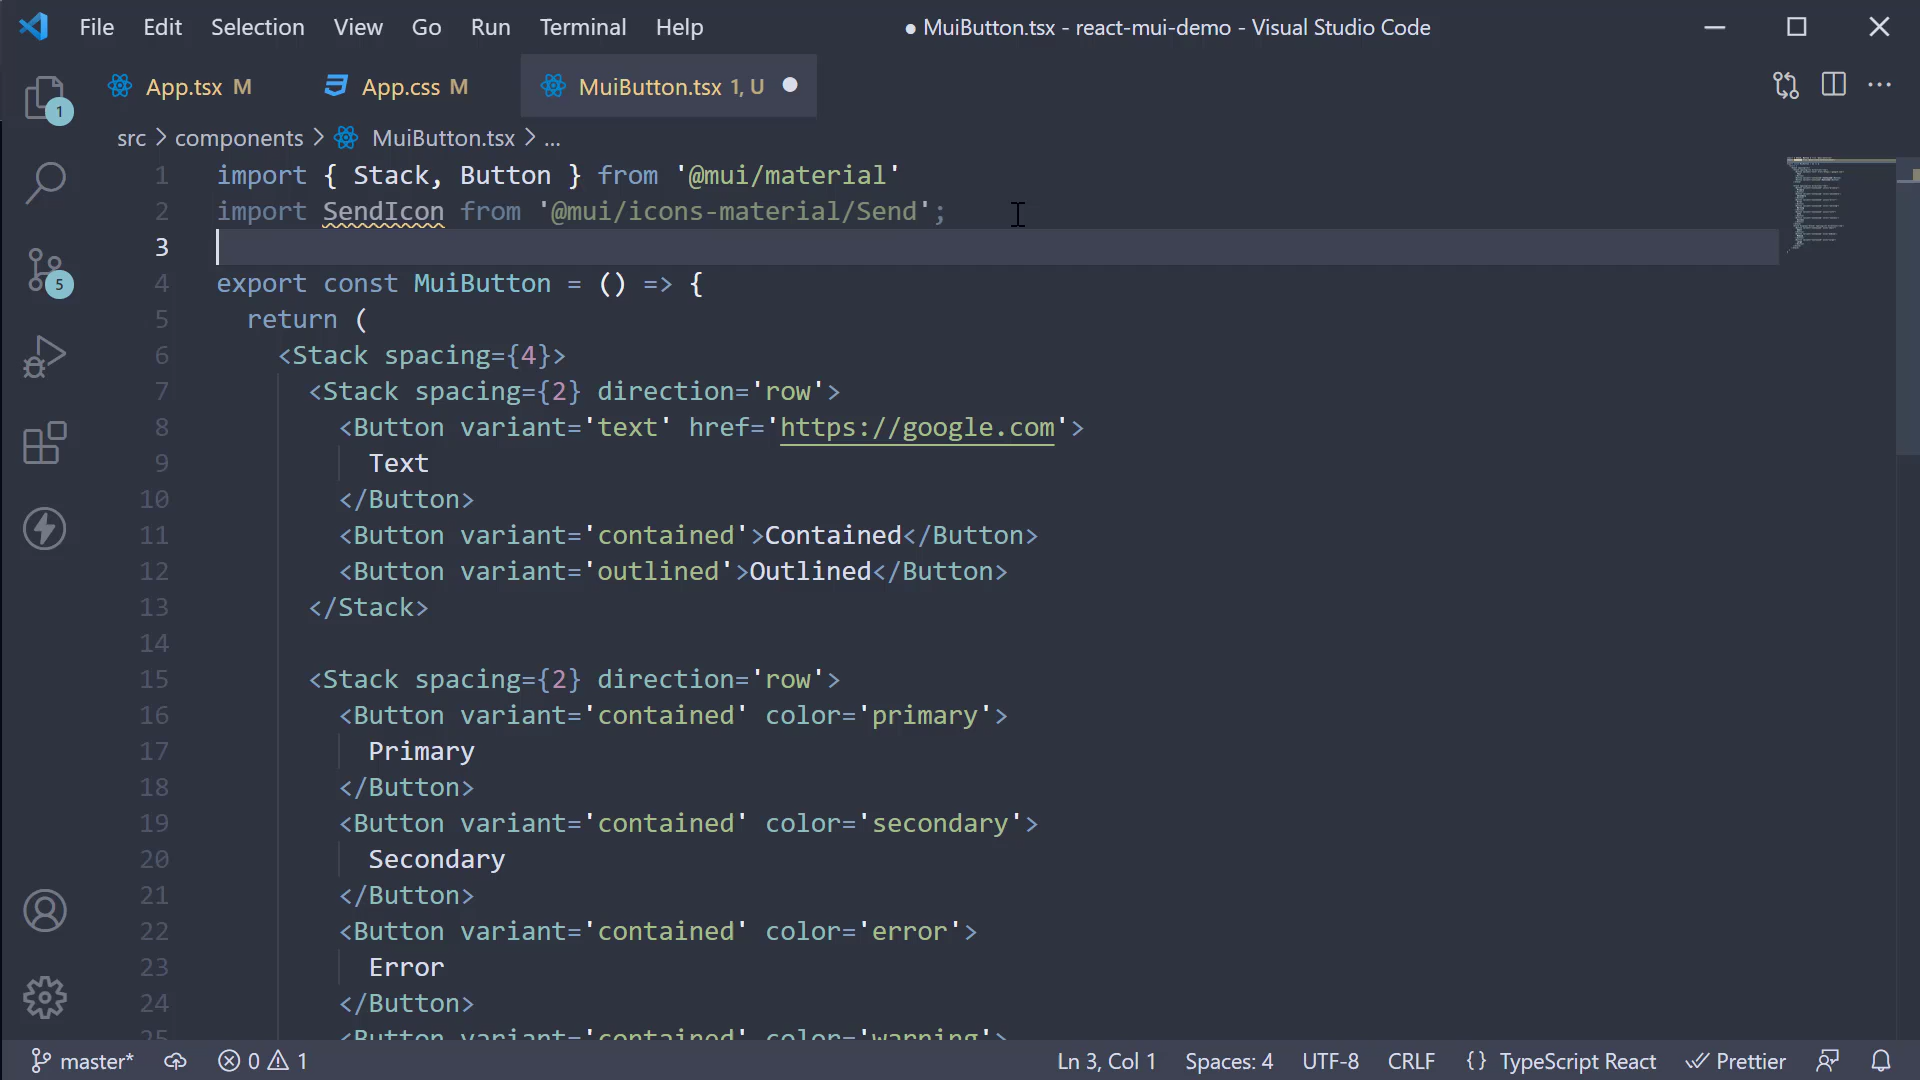 File Edit Selection View Go Run Terminal Help
● MuiButton.tsx - react-mui-demo - Visual Studio Code
App.tsx M
App.css M
MuiButton.tsx 1, U
src > components > MuiButton.tsx > ...
1
5
1 import { Stack, Button } from '@mui/material'
2 import SendIcon from '@mui/icons-material/Send';
3
4 export const MuiButton = () => {
5 return (
6 <Stack spacing={4}>
7 <Stack spacing={2} direction='row'>
8 <Button variant='text' href='https://google.com'>
9 Text
10 </Button>
11 <Button variant='contained'>Contained</Button>
12 <Button variant='outlined'>Outlined</Button>
13 </Stack>
14
15 <Stack spacing={2} direction='row'>
16 <Button variant='contained' color='primary'>
17 Primary
18 </Button>
19 <Button variant='contained' color='secondary'>
20 Secondary
21 </Button>
22 <Button variant='contained' color='error'>
23 Error
24 </Button>
25 <Button variant='contained' color='warning'>
master* 0 1 Ln 3, Col 1 Spaces: 4 UTF-8 CRLF {} TypeScript React Prettier